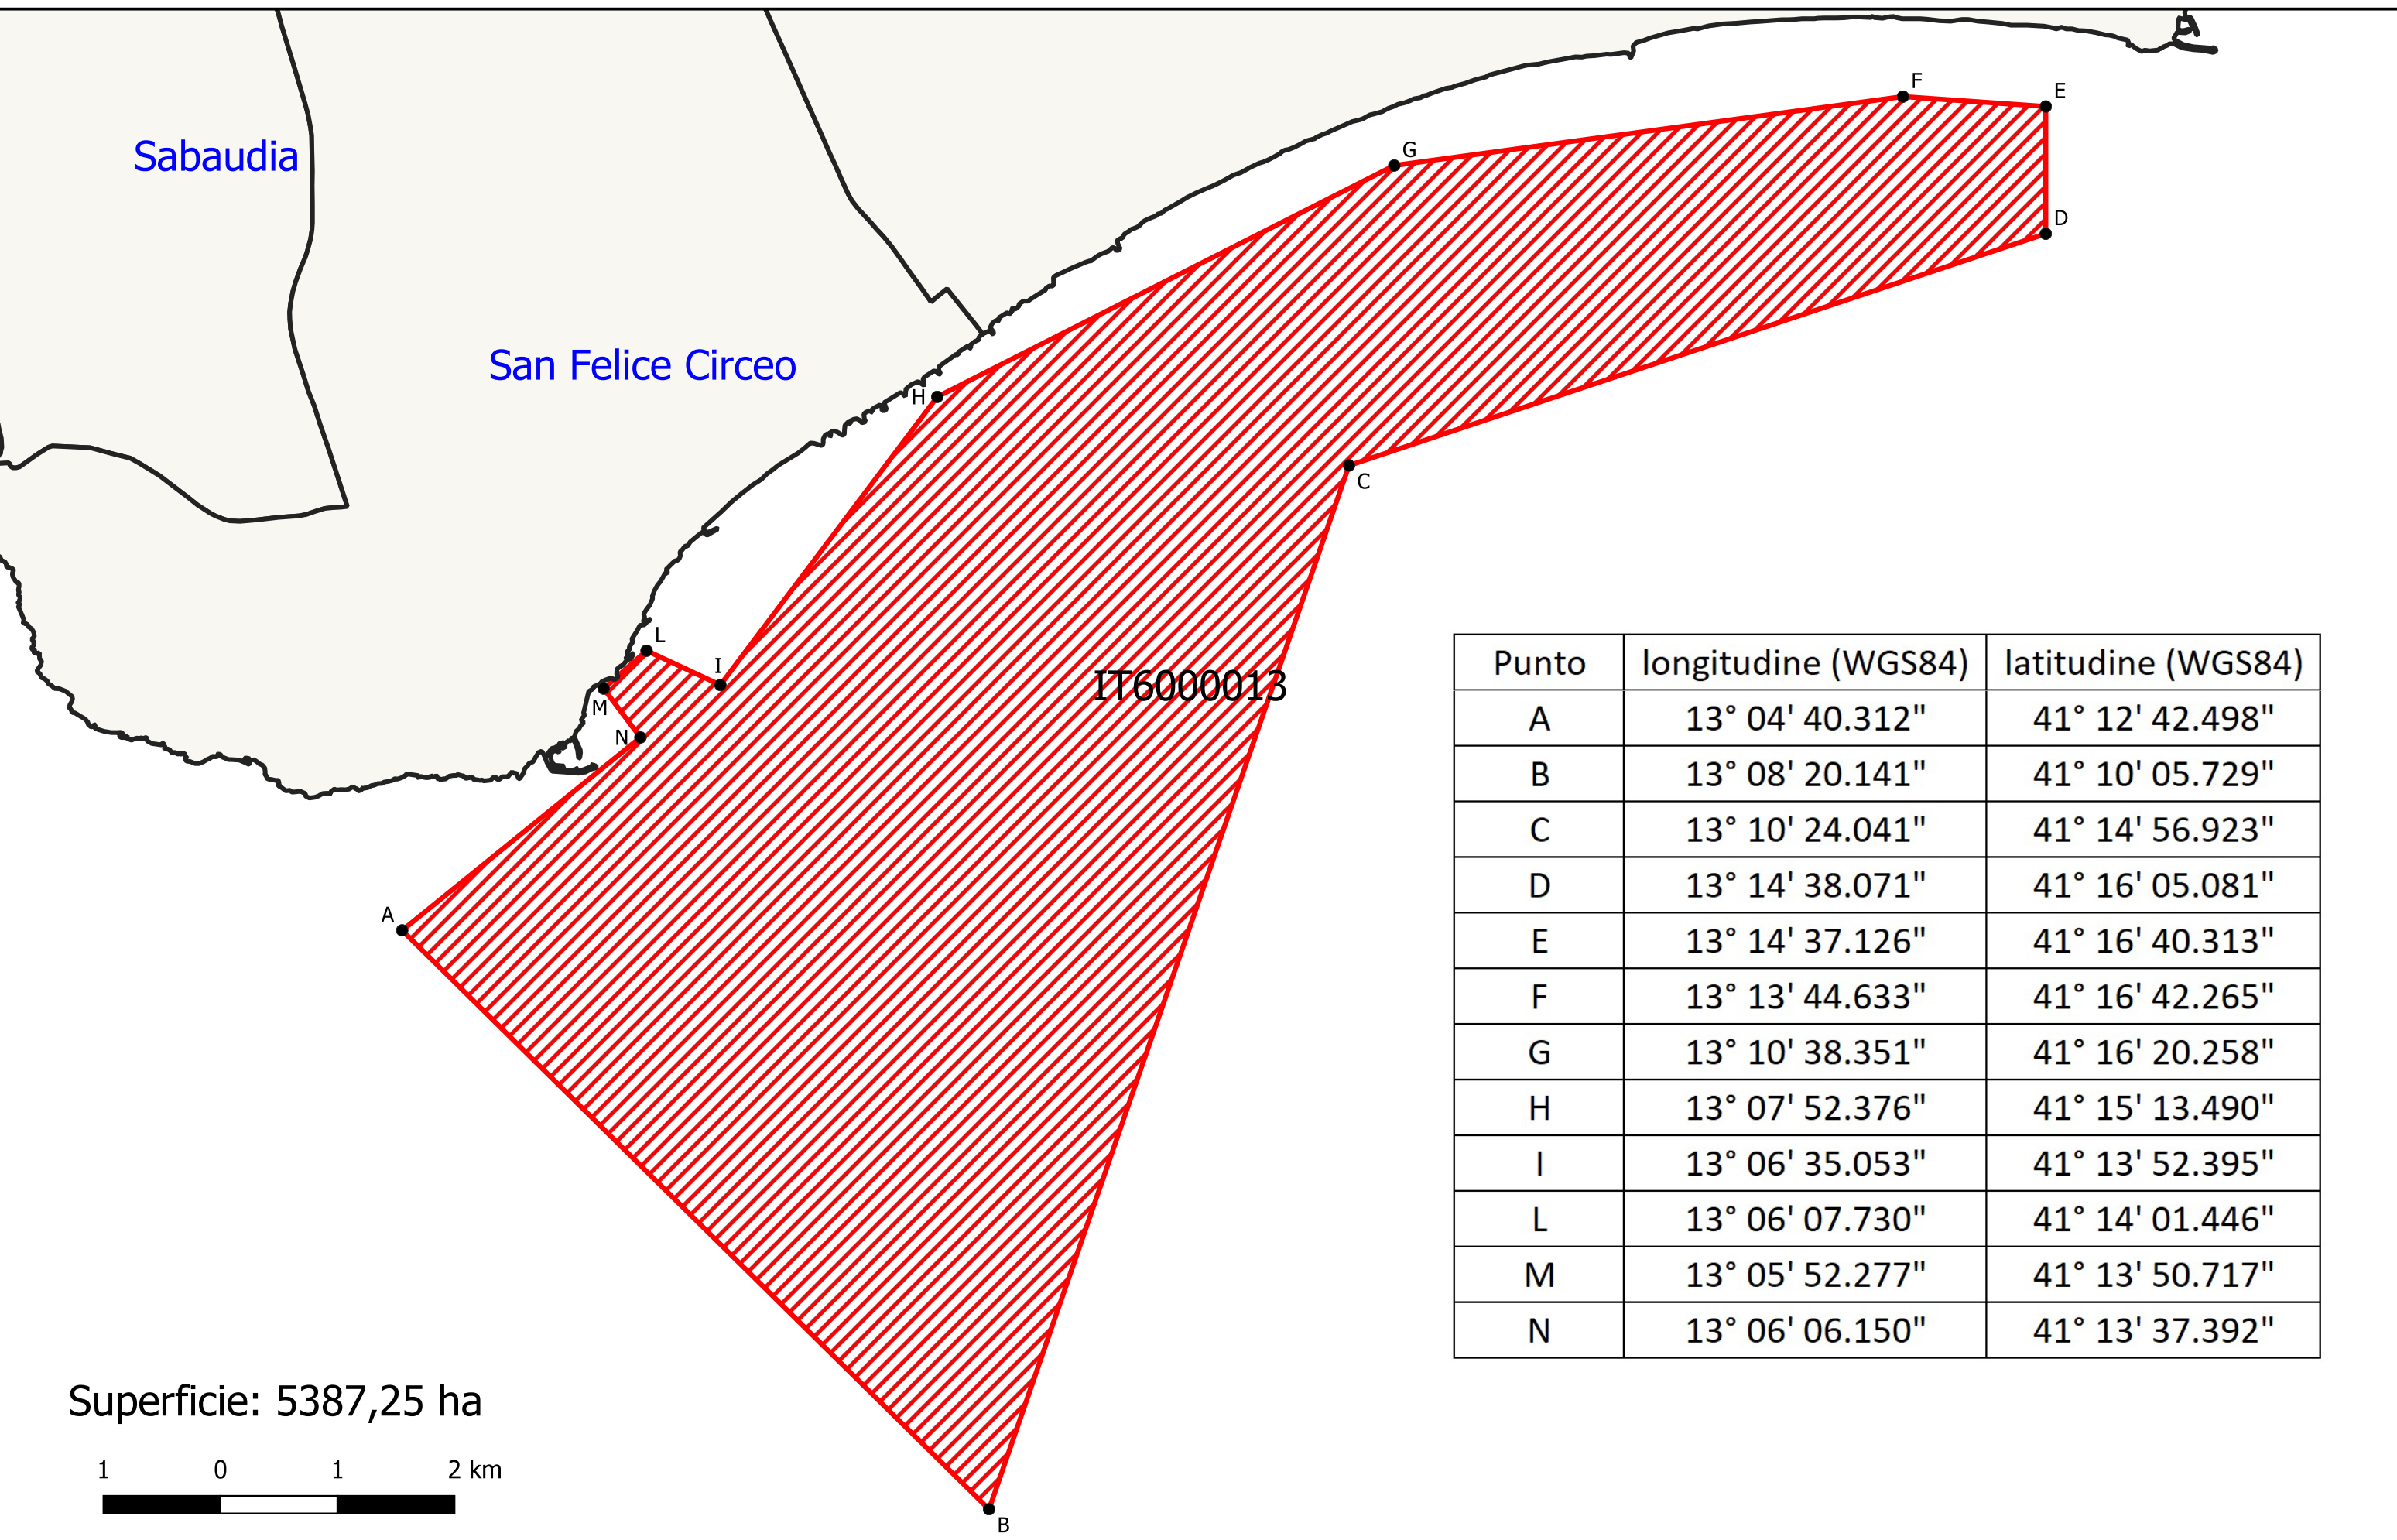 F
E
Sabaudia
G
D
San Felice Circeo
H
C
L
I
IT6000013
M
N
A
B
Punto longitudine (WGS84) latitudine (WGS84)
A 13° 04' 40.312" 41° 12' 42.498"
B 13° 08' 20.141" 41° 10' 05.729"
C 13° 10' 24.041" 41° 14' 56.923"
D 13° 14' 38.071" 41° 16' 05.081"
E 13° 14' 37.126" 41° 16' 40.313"
F 13° 13' 44.633" 41° 16' 42.265"
G 13° 10' 38.351" 41° 16' 20.258"
H 13° 07' 52.376" 41° 15' 13.490"
I 13° 06' 35.053" 41° 13' 52.395"
L 13° 06' 07.730" 41° 14' 01.446"
M 13° 05' 52.277" 41° 13' 50.717"
N 13° 06' 06.150" 41° 13' 37.392"
Superficie: 5387,25 ha
1 0 1 2 km